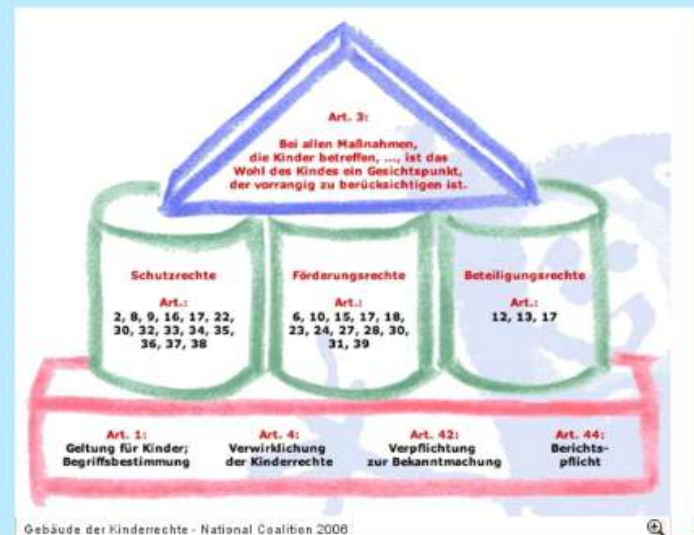 Art. 3:
Bei allen Maßnahmen,
die Kinder betreffen, ..., ist das
Wohl des Kindes ein Gesichtspunkt,
der vorrangig zu berücksichtigen ist.
Schutzrechte
Art.:
2, 8, 9, 16, 17, 22,
30, 32, 33, 34, 35,
36, 37, 38
Förderungsrechte
Art.:
6, 10, 15, 17, 18,
23, 24, 27, 28, 30,
31, 39
Beteiligungsrechte
Art.:
12, 13, 17
Art. 1:
Geltung für Kinder;
Begriffsbestimmung
Art. 4:
Verwirklichung
der Kinderrechte
Art. 42:
Verpflichtung
zur Bekanntmachung
Art. 44:
Berichts-
pflicht
Gebäude der Kinderrechte - National Coalition 2006